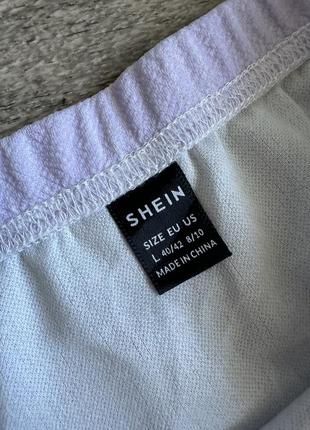 SHEIN
SIZE EU US
L 40/42 8/10
MADE IN CHINA